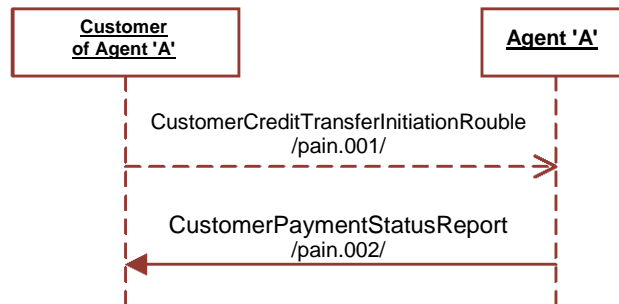 Customer
of Agent 'A'
Agent 'A'
CustomerCreditTransferInitiationRouble
/pain.001/
CustomerPaymentStatusReport
/pain.002/